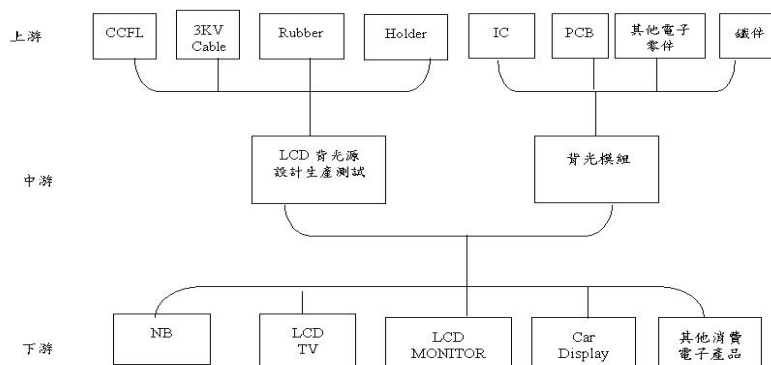 上游
CCFL
3KV
Cable
Rubber
Holder
IC
PCB
其他電子
零件
鐵件
中游
LCD 背光源
設計生產測試
背光模組
下游
NB
LCD
TV
LCD
MONITOR
Car
Display
其他消費
電子產品